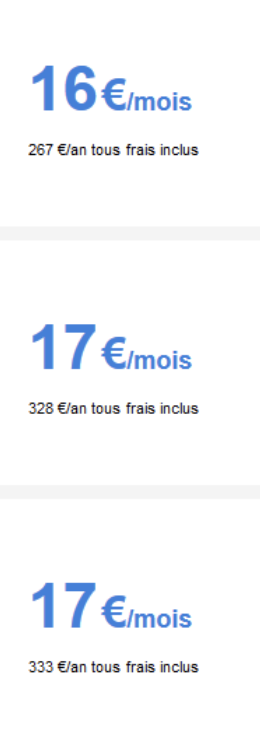 16 €/mois
267 €/an tous frais inclus
17 €/mois
328 €/an tous frais inclus
17 €/mois
333 €/an tous frais inclus